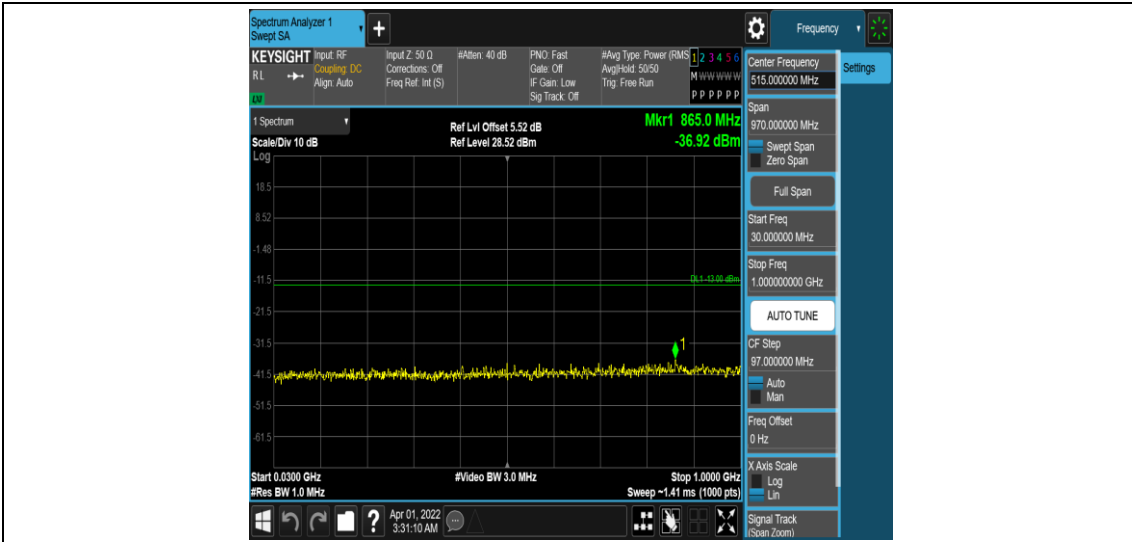 Spectrum Analyzer 1
Swept SA
+
Frequency
KEYSIGHT
RL
Input: RF
Coupling: DC
Align: Auto
Input Z: 50 Ω
Corrections: Off
Freq Ref: Int (S)
#Atten: 40 dB
PNO: Fast
Gate: Off
IF Gain: Low
Sig Track: Off
#Avg Type: Power (RMS
Avg|Hold: 50/50
Trig: Free Run
1 2 3 4 5 6
M W W W W W
P P P P P P
1 Spectrum
Scale/Div 10 dB
Log
Ref Lvl Offset 5.52 dB
Ref Level 28.52 dBm
Mkr1 865.0 MHz
-36.92 dBm
18.5
8.52
-1.48
-11.5
DL1 -13.00 dBm
-21.5
-31.5
1
-41.5
-51.5
-61.5
Start 0.0300 GHz
#Video BW 3.0 MHz
Stop 1.0000 GHz
#Res BW 1.0 MHz
Sweep ~1.41 ms (1000 pts)
Center Frequency
515.000000 MHz
Settings
Span
970.000000 MHz
Swept Span
Zero Span
Full Span
Start Freq
30.000000 MHz
Stop Freq
1.000000000 GHz
AUTO TUNE
CF Step
97.000000 MHz
Auto
Man
Freq Offset
0 Hz
X Axis Scale
Log
Lin
Signal Track
(Span Zoom)
?
Apr 01, 2022
3:31:10 AM